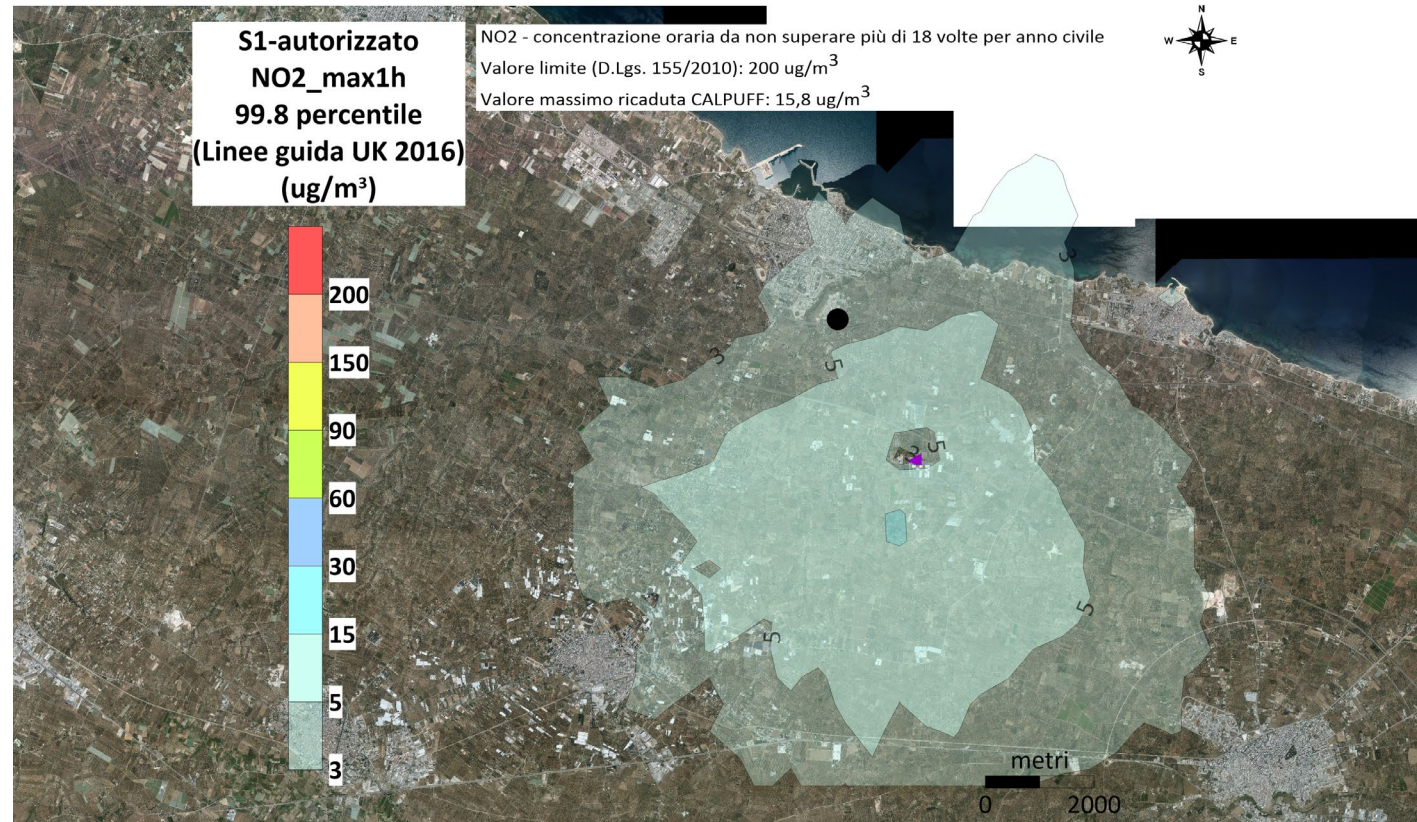 S1-autorizzato
NO2_max1h
99.8 percentile
(Linee guida UK 2016)
(ug/m³)
NO2 - concentrazione oraria da non superare più di 18 volte per anno civile
Valore limite (D.Lgs. 155/2010): 200 ug/m³
Valore massimo ricaduta CALPUFF: 15,8 ug/m³
N
W E
S
200
150
90
60
30
15
5
3
3
3
5
5
3
5
5
metri
0 2000